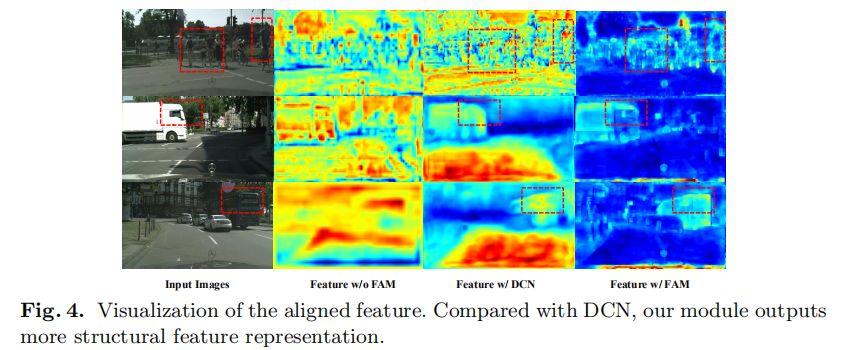 Input Images Feature w/o FAM Feature w/ DCN Feature w/ FAM
Fig. 4. Visualization of the aligned feature. Compared with DCN, our module outputs
more structural feature representation.